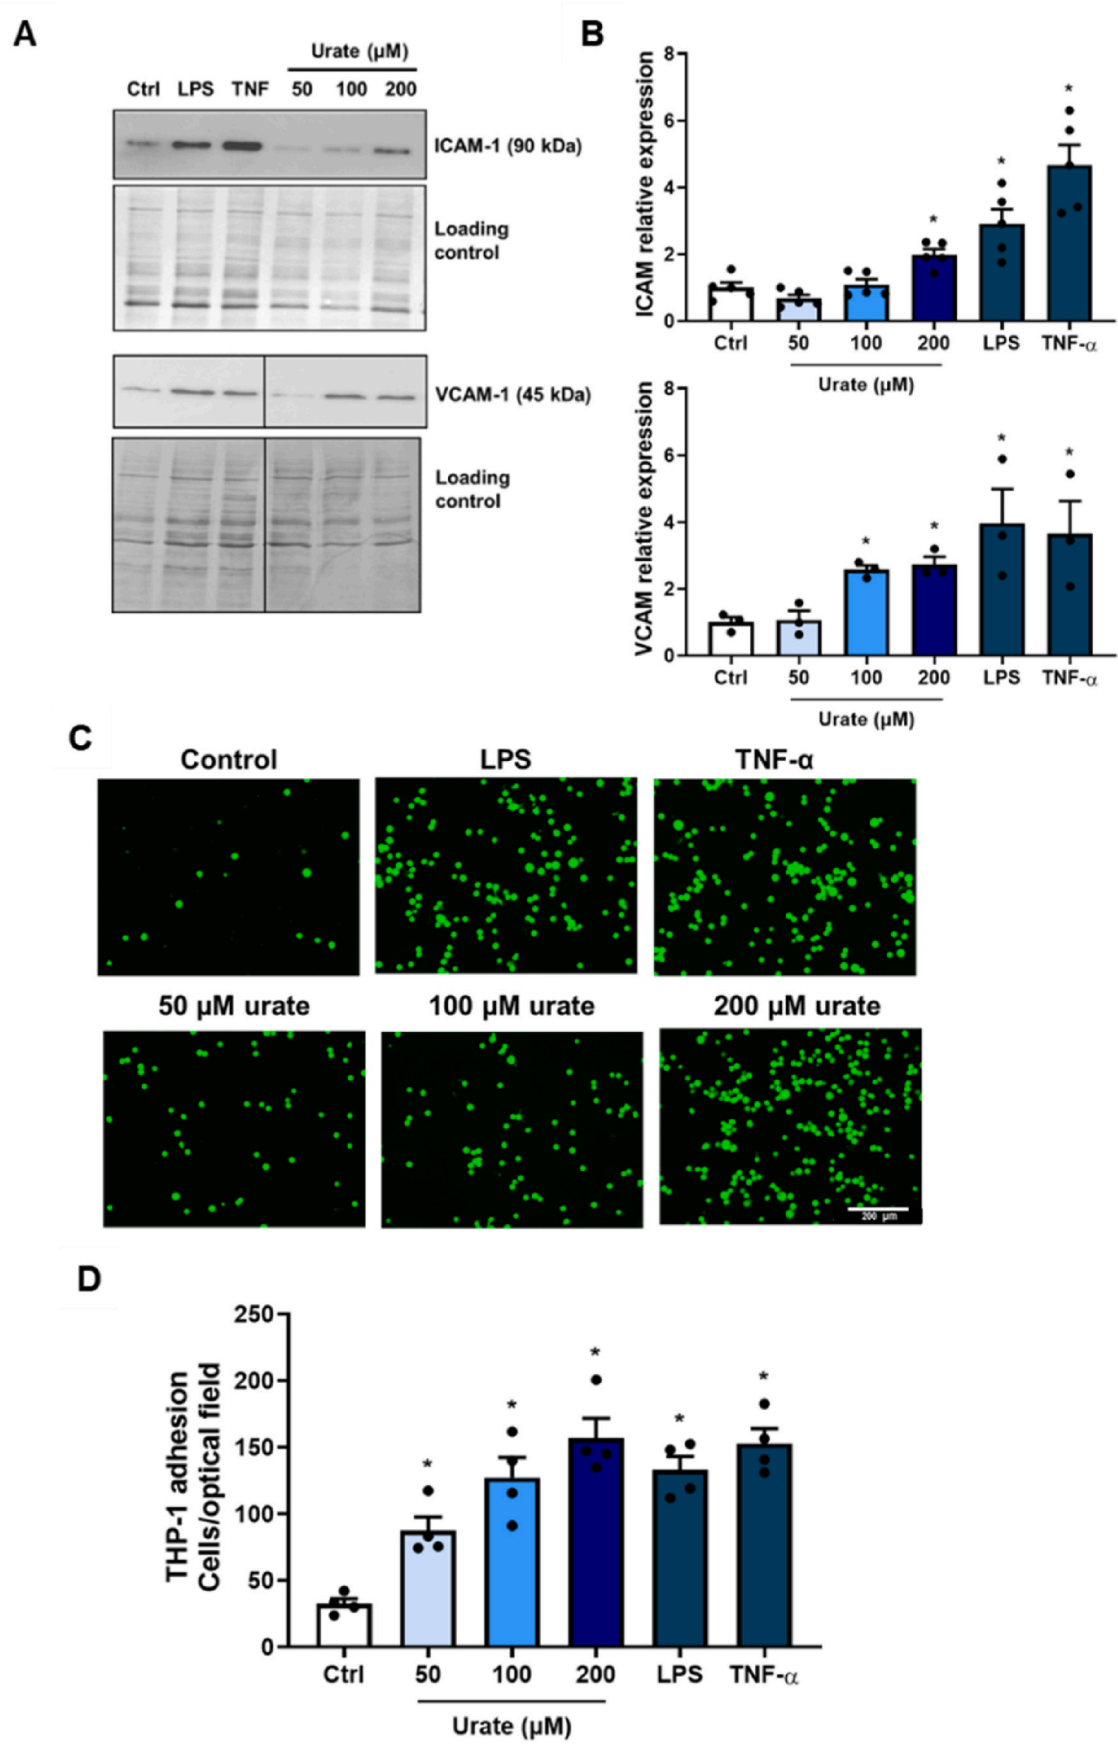 A
Urate (µM)
Ctrl LPS TNF 50 100 200
ICAM-1 (90 kDa)
Loading
control
VCAM-1 (45 kDa)
Loading
control
B
ICAM relative expression
8
6
4
2
0
Ctrl 50 100 200 LPS TNF-α
Urate (µM)
* * *
VCAM relative expression
8
6
4
2
0
Ctrl 50 100 200 LPS TNF-α
Urate (µM)
* * * *
C
Control LPS TNF-α
50 µM urate 100 µM urate 200 µM urate
200 µm
D
THP-1 adhesion
Cells/optical field
250
200
150
100
50
0
* * * * *
Ctrl 50 100 200 LPS TNF-α
Urate (µM)